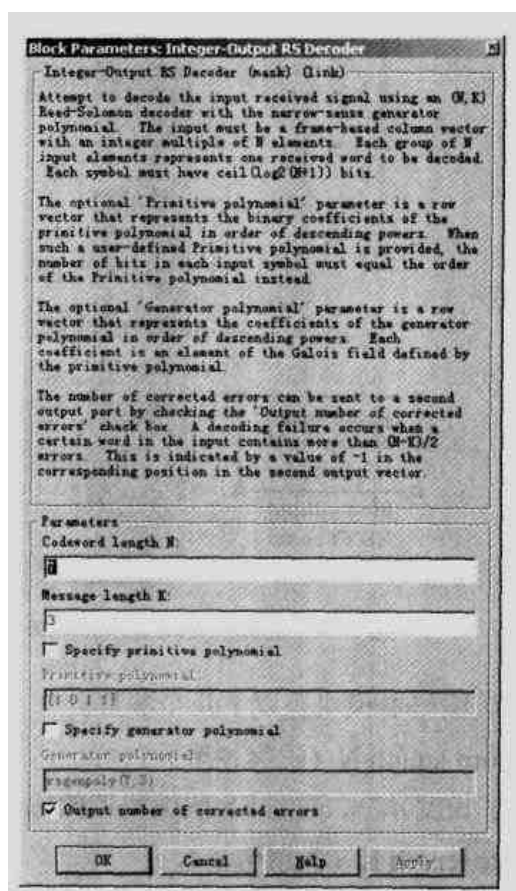 Block Parameters: Integer-Output RS Decoder
Integer-Output RS Decoder (mask) (link)
Attempt to decode the input received signal using an (N,K)
Reed-Solomon decoder with the narrow-sense generator
polynomial. The input must be a frame-based column vector
with an integer multiple of N elements. Each group of N
input elements represents one received word to be decoded.
Each symbol must have ceil(log2(N+1)) bits.
The optional 'Primitive polynomial' parameter is a row
vector that represents the binary coefficients of the
primitive polynomial in order of descending powers. When
such a user-defined Primitive polynomial is provided, the
number of bits in each input symbol must equal the order
of the Primitive polynomial instead.
The optional 'Generator polynomial' parameter is a row
vector that represents the coefficients of the generator
polynomial in order of descending powers. Each
coefficient is an element of the Galois field defined by
the primitive polynomial.
The number of corrected errors can be sent to a second
output port by checking the 'Output number of corrected
errors' check box. A decoding failure occurs when a
certain word in the input contains more than (N-K)/2
errors. This is indicated by a value of -1 in the
corresponding position in the second output vector.
Parameters
Codeword length N:
7
Message length K:
3
Specify primitive polynomial
Primitive polynomial:
[1 0 1 1]
Specify generator polynomial
Generator polynomial:
rsgenpoly(7,3)
Output number of corrected errors
OK Cancel Help Apply